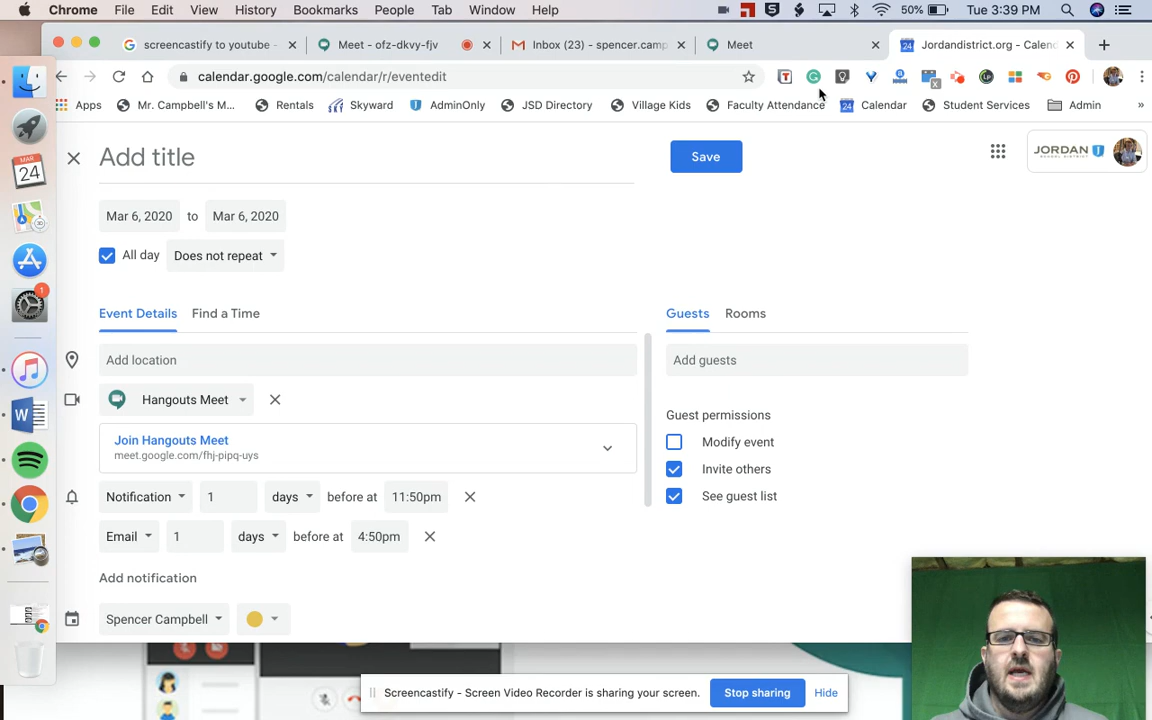 Chrome File Edit View History Bookmarks People Tab Window Help 50% Tue 3:39 PM
screencastify to youtube - Meet - ofz-dkvy-fjv Inbox (23) - spencer.camp Meet Jordandistrict.org - Calen
calendar.google.com/calendar/r/eventedit
Apps Mr. Campbell's M... Rentals Skyward AdminOnly JSD Directory Village Kids Faculty Attendance Calendar Student Services Admin »
Add title
Save
JORDAN
SCHOOL DISTRICT
MAR
24
Mar 6, 2020 to Mar 6, 2020
All day Does not repeat
1
Event Details Find a Time
Guests Rooms
Add location
Add guests
Hangouts Meet
Guest permissions
Join Hangouts Meet
meet.google.com/fhj-pipq-uys
Modify event
Invite others
See guest list
Notification 1 days before at 11:50pm
Email 1 days before at 4:50pm
Add notification
Spencer Campbell
Screencastify - Screen Video Recorder is sharing your screen. Stop sharing Hide